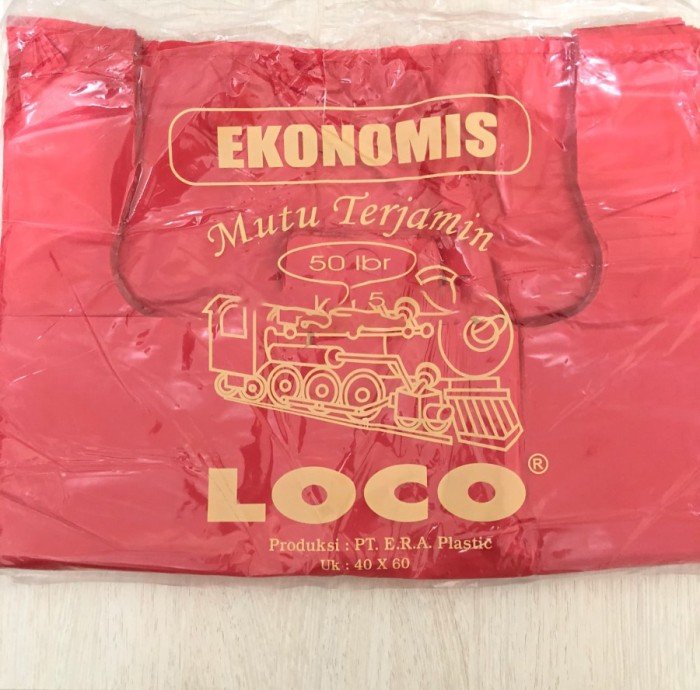 EKONOMIS
Mutu Terjamin
50 lbr
LOCO ®
Produksi : PT. E.R.A. Plastic
Uk : 40 X 60